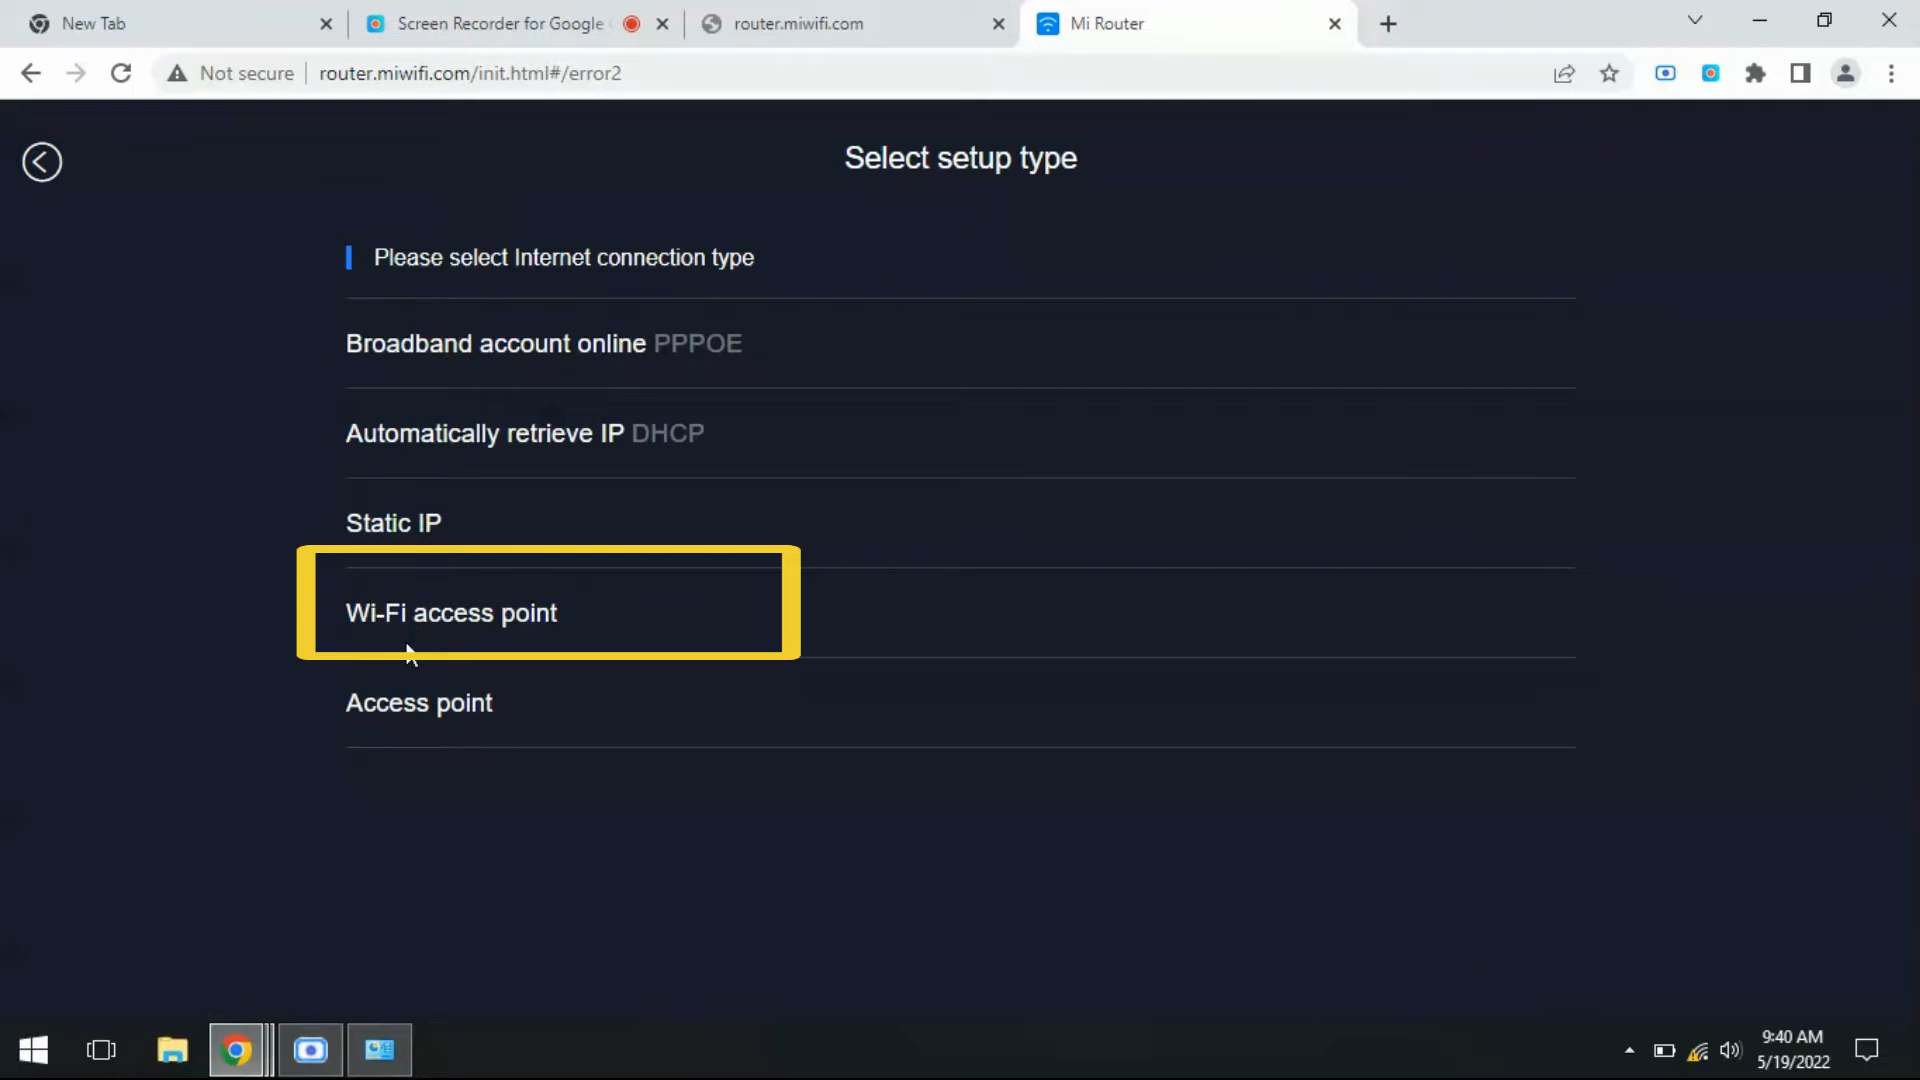 New Tab
Screen Recorder for Google
router.miwifi.com
Mi Router
Not secure
router.miwifi.com/init.html#/error2
Select setup type
Please select Internet connection type
Broadband account online PPPOE
Automatically retrieve IP DHCP
Static IP
Wi-Fi access point
Access point
9:40 AM
5/19/2022